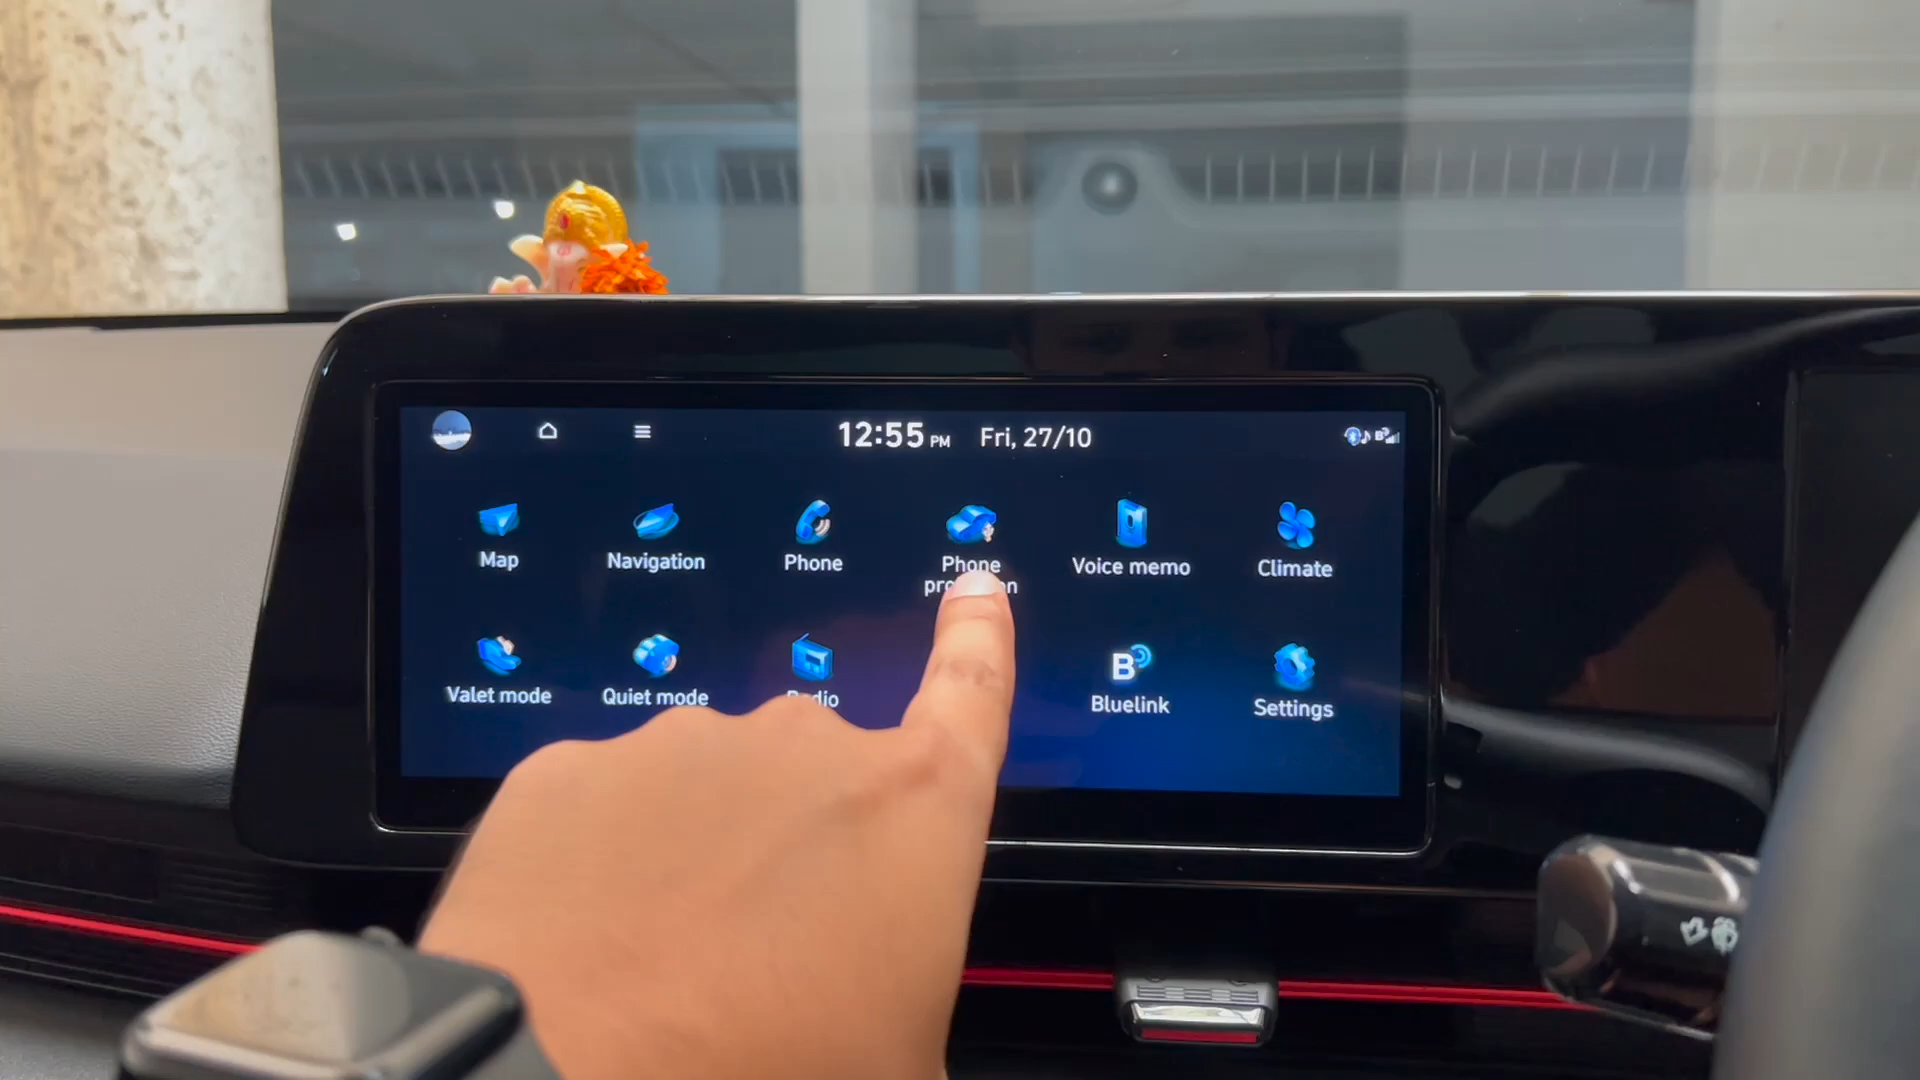 12:55 PM Fri, 27/10
Map
Navigation
Phone
Phone
Voice memo
Climate
Valet mode
Quiet mode
Bluelink
Settings